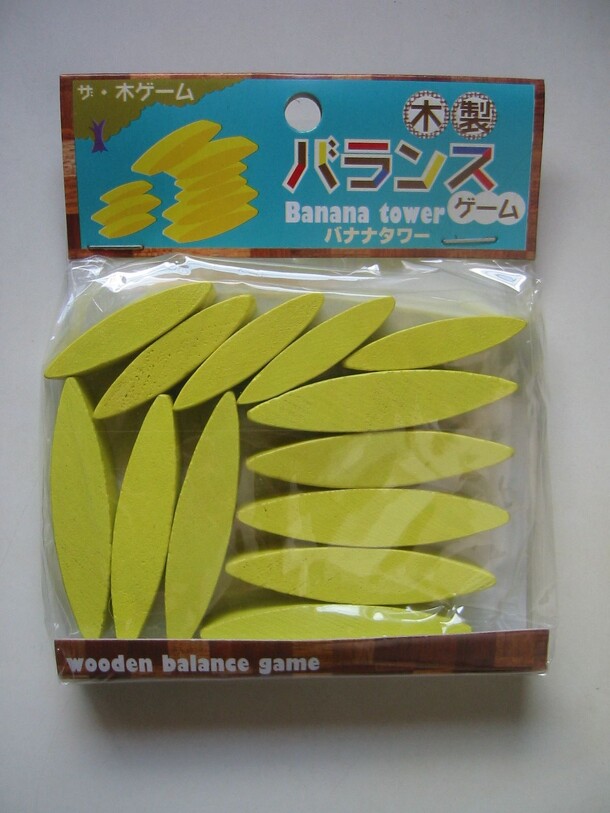 ザ・木ゲーム
木製
バランス
ゲーム
Banana tower
バナナタワー
wooden balance game